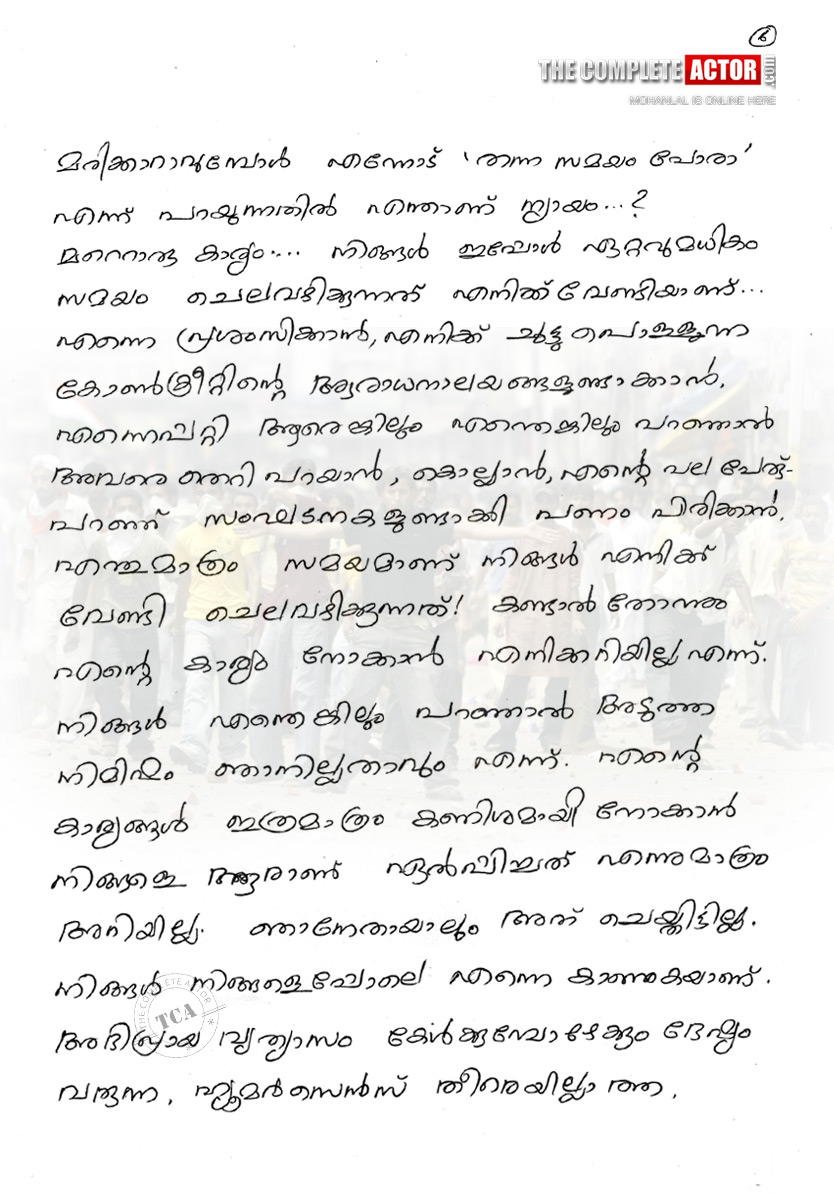 ൬
THE COMPLETE ACTOR .com
MOHANLAL IS ONLINE HERE
മരിക്കാറാവുമ്പോൾ എന്നോട് 'തന്ന സമയം പോരാ'
എന്ന് പറയുന്നതിൽ എന്താണ് ന്യായം...?
മറ്റൊരു കാര്യം.... നിങ്ങൾ ഇപ്പോൾ ഏറ്റവുമധികം
സമയം ചെലവഴിക്കുന്നത് എനിക്ക് വേണ്ടിയാണ്...
എന്നെ പ്രശംസിക്കാൻ, എനിക്ക് ചുട്ടുപൊള്ളുന്ന
കോൺക്രീറ്റിന്റെ ആരാധനാലയങ്ങളുണ്ടാക്കാൻ.
എന്നെപ്പറ്റി ആരെങ്കിലും എന്തെങ്കിലും പറഞ്ഞാൽ
അവരെ തെറി പറയാൻ, കൊല്ലാൻ, എന്റെ പല പേരു-
പറഞ്ഞ് സംഘടനകളുണ്ടാക്കി പണം പിരിക്കാൻ.
എന്തുമാത്രം സമയമാണ് നിങ്ങൾ എനിക്ക്
വേണ്ടി ചെലവഴിക്കുന്നത്! കണ്ടാൽ തോന്നും
എന്റെ കാര്യം നോക്കാൻ എനിക്കറിയില്ല എന്ന്.
നിങ്ങൾ എന്തെങ്കിലും പറഞ്ഞാൽ അടുത്ത
നിമിഷം ഞാനില്ലാതാവും എന്ന്. എന്റെ
കാര്യങ്ങൾ ഇത്രമാത്രം കണിശമായി നോക്കാൻ
നിങ്ങളെ ആരാണ് ഏൽപ്പിച്ചത് എന്നുമാത്രം
അറിയില്ല. ഞാനേതായാലും അത് ചെയ്തിട്ടില്ല.
നിങ്ങൾ നിങ്ങളെപ്പോലെ എന്നെ കാണുകയാണ്.
അഭിപ്രായ വ്യത്യാസം കേൾക്കുമ്പോഴേക്കും ദേഷ്യം
വരുന്ന, ഹ്യൂമർസെൻസ് തീരെയില്ലാത്ത,
THE COMPLETE ACTOR
TCA